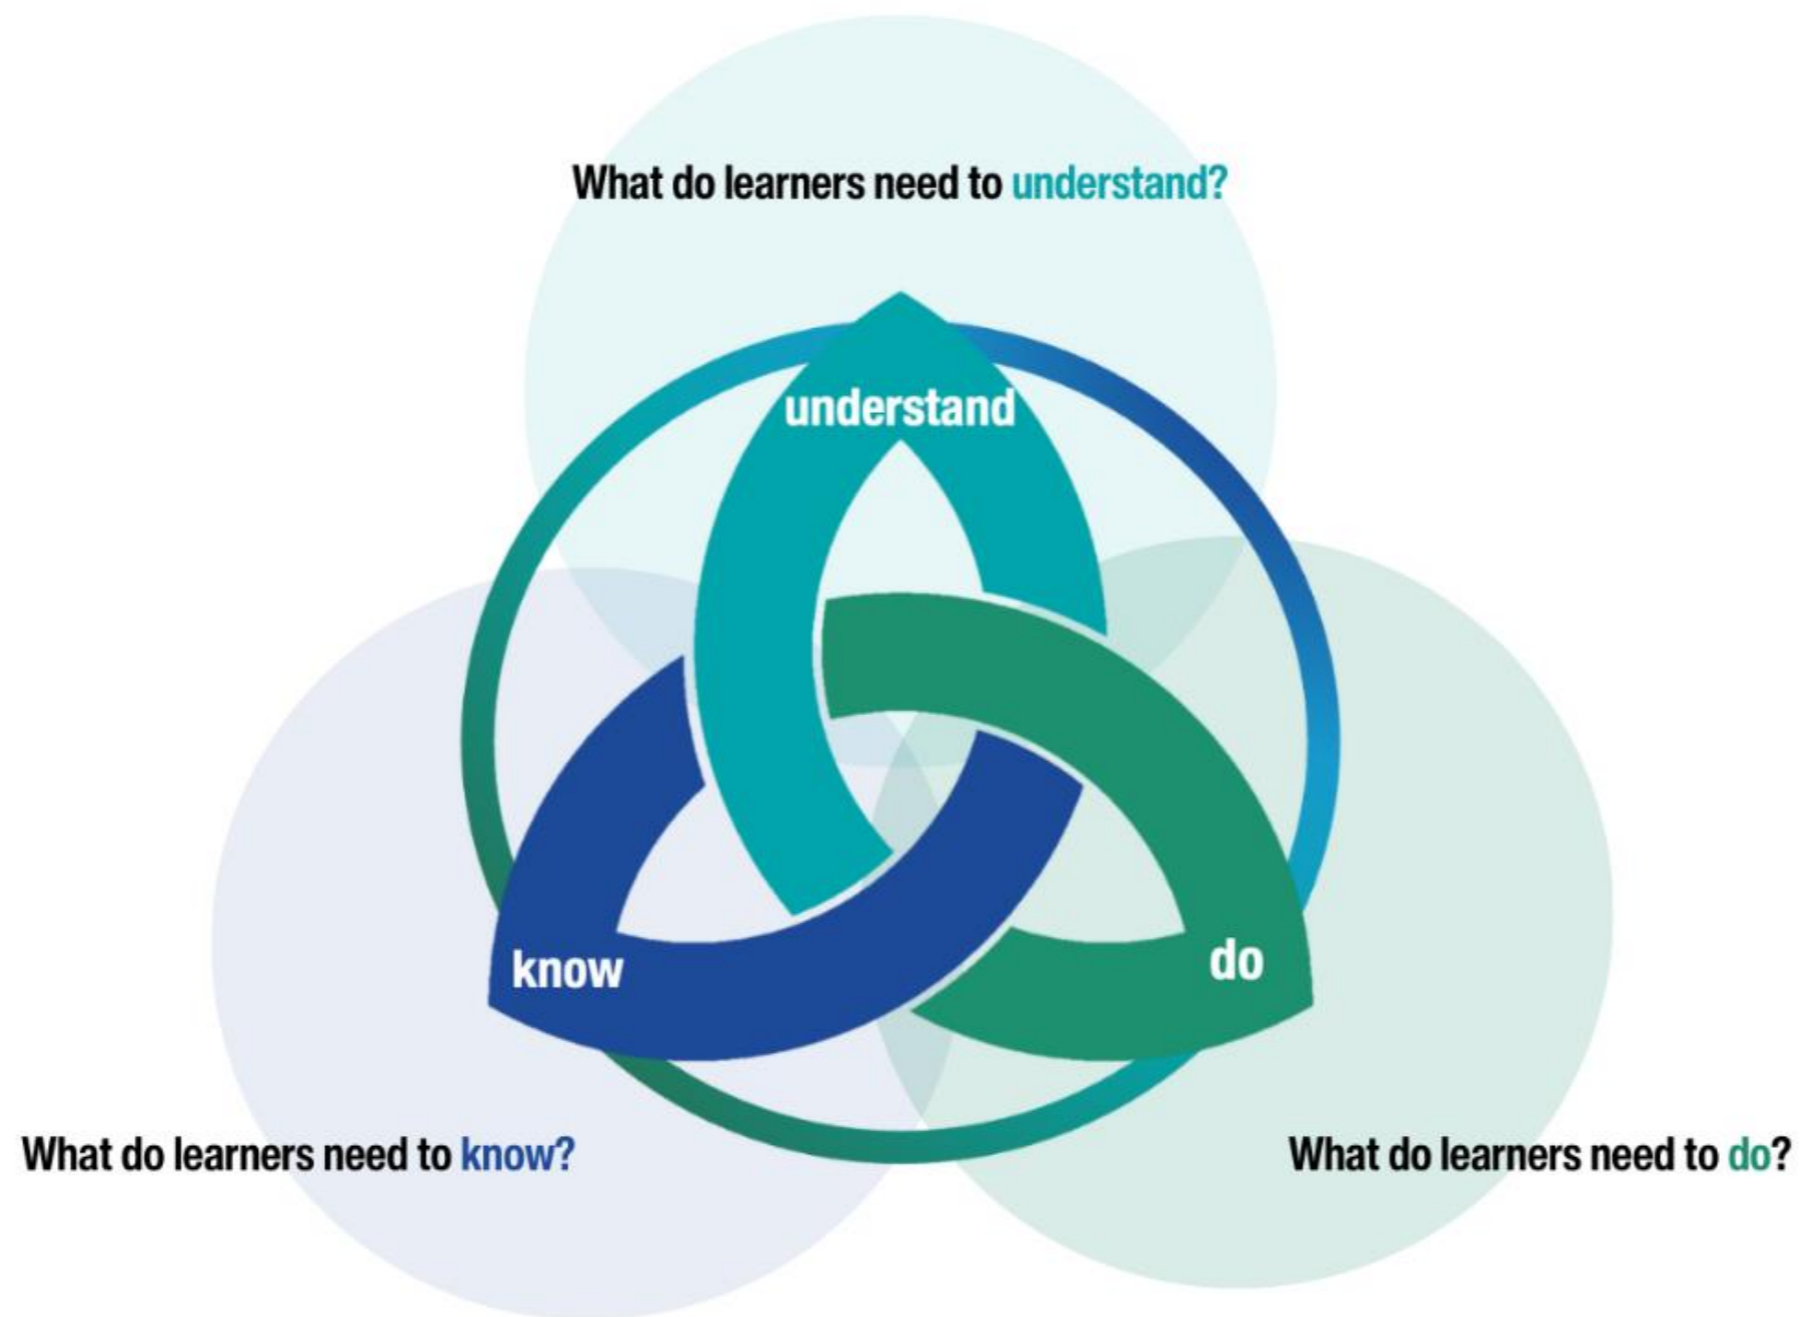 What do learners need to understand?
understand
know
do
What do learners need to know?
What do learners need to do?